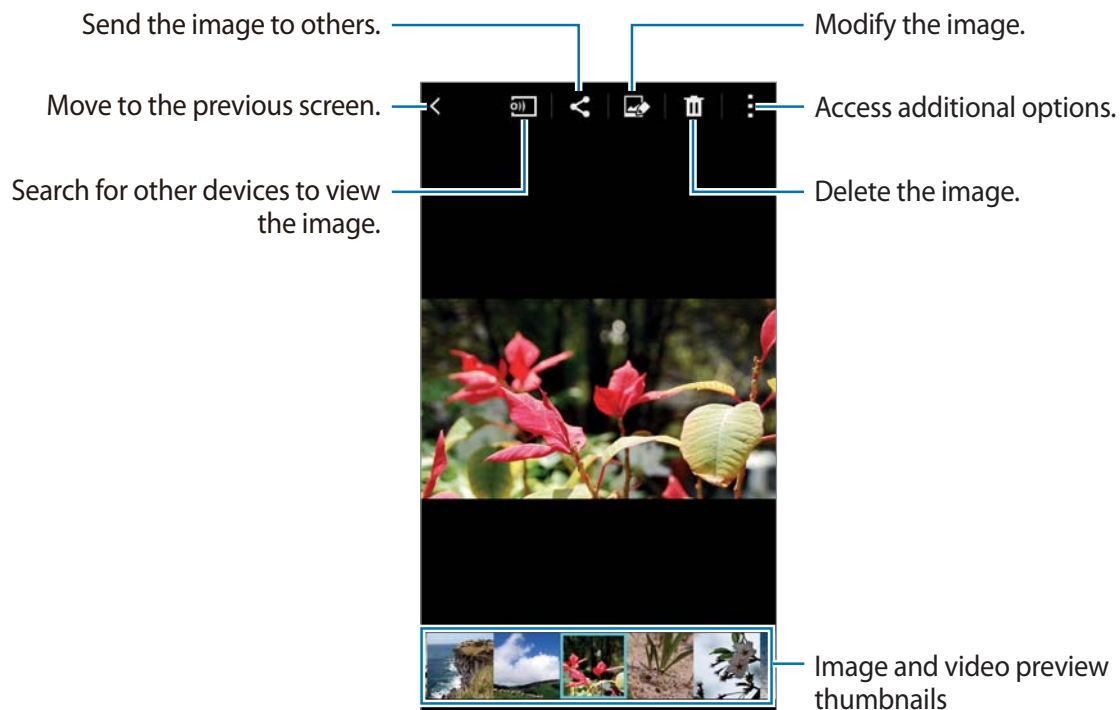 Send the image to others.
Modify the image.
Move to the previous screen.
Access additional options.
Search for other devices to view
the image.
Delete the image.
Image and video preview
thumbnails